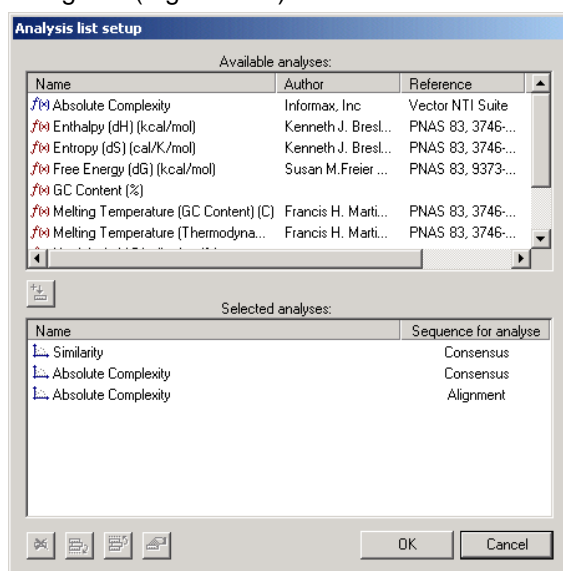 Analysis list setup
Available analyses:
Name Author Reference
f(x) Absolute Complexity Informax, Inc Vector NTI Suite
f(x) Enthalpy (dH) (kcal/mol) Kenneth J. Bresl... PNAS 83, 3746-...
f(x) Entropy (dS) (cal/K/mol) Kenneth J. Bresl... PNAS 83, 3746-...
f(x) Free Energy (dG) (kcal/mol) Susan M.Freier ... PNAS 83, 9373-...
f(x) GC Content (%)
f(x) Melting Temperature (GC Content) (C) Francis H. Marti... PNAS 83, 3746-...
f(x) Melting Temperature (Thermodyna... Francis H. Marti... PNAS 83, 3746-...
Selected analyses:
Name Sequence for analyse
Similarity Consensus
Absolute Complexity Consensus
Absolute Complexity Alignment
OK Cancel